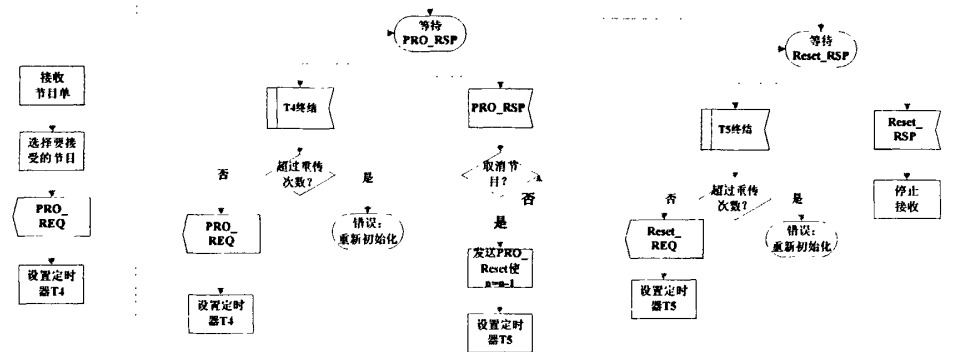 等待
PRO_RSP
等待
Reset_RSP
接收
节目单
选择要接
受的节目
PRO_
REQ
设置定时
器T4
T4终结
超过重传
次数?
否
是
PRO_
REQ
错误:
重新初始化
设置定时
器T4
PRO_RSP
取消节
目?
否
是
发送PRO_
Reset使
n=n-1
设置定时
器T5
T5终结
超过重传
次数?
否
是
Reset_
REQ
错误:
重新初始化
设置定时
器T5
Reset_
RSP
停止
接收